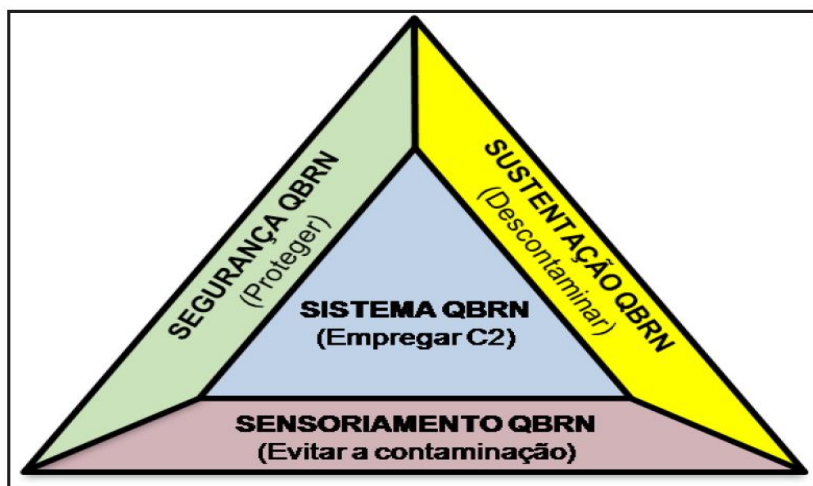 SEGURANÇA QBRN
(Proteger)
SUSTENTAÇÃO QBRN
(Descontaminar)
SISTEMA QBRN
(Empregar C2)
SENSORIAMENTO QBRN
(Evitar a contaminação)